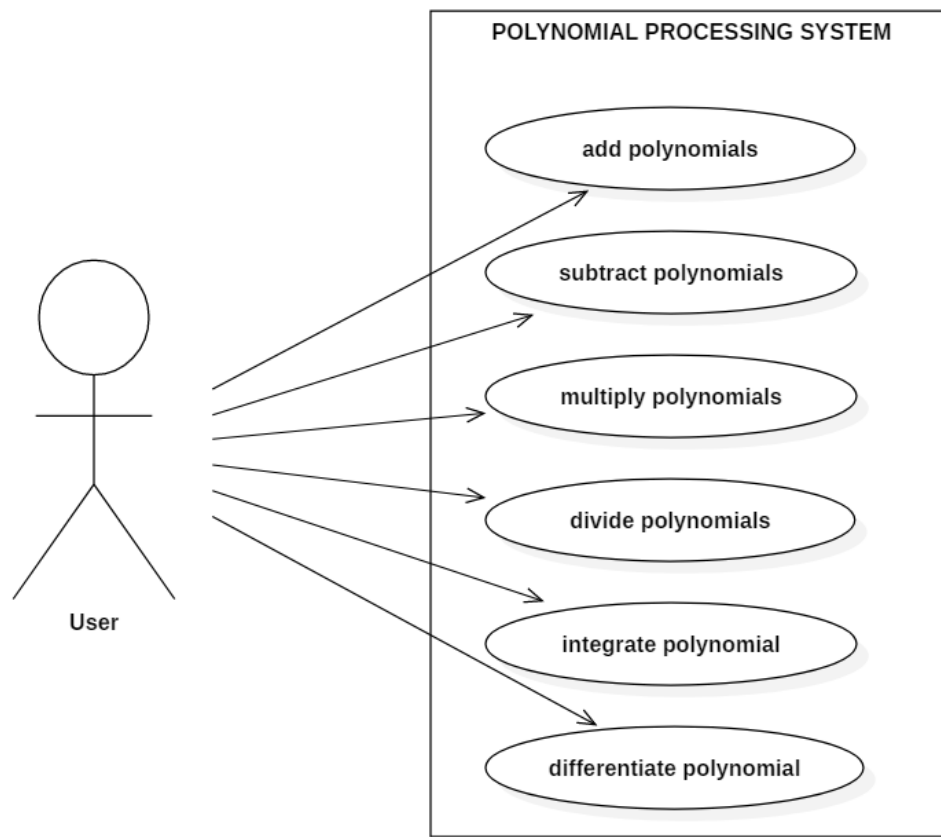 POLYNOMIAL PROCESSING SYSTEM
add polynomials
subtract polynomials
multiply polynomials
divide polynomials
integrate polynomial
differentiate polynomial
User